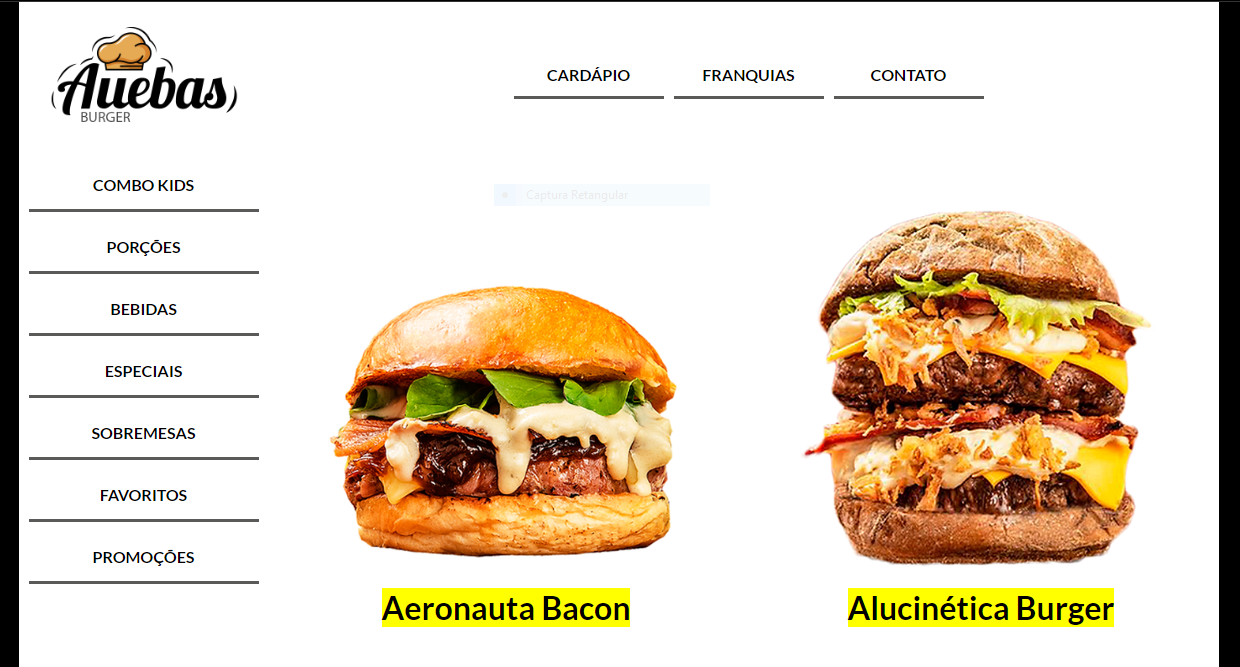 Auebas
BURGER
CARDÁPIO
FRANQUIAS
CONTATO
Captura Retangular
COMBO KIDS
PORÇÕES
BEBIDAS
ESPECIAIS
SOBREMESAS
FAVORITOS
PROMOÇÕES
Aeronauta Bacon
Alucinética Burger